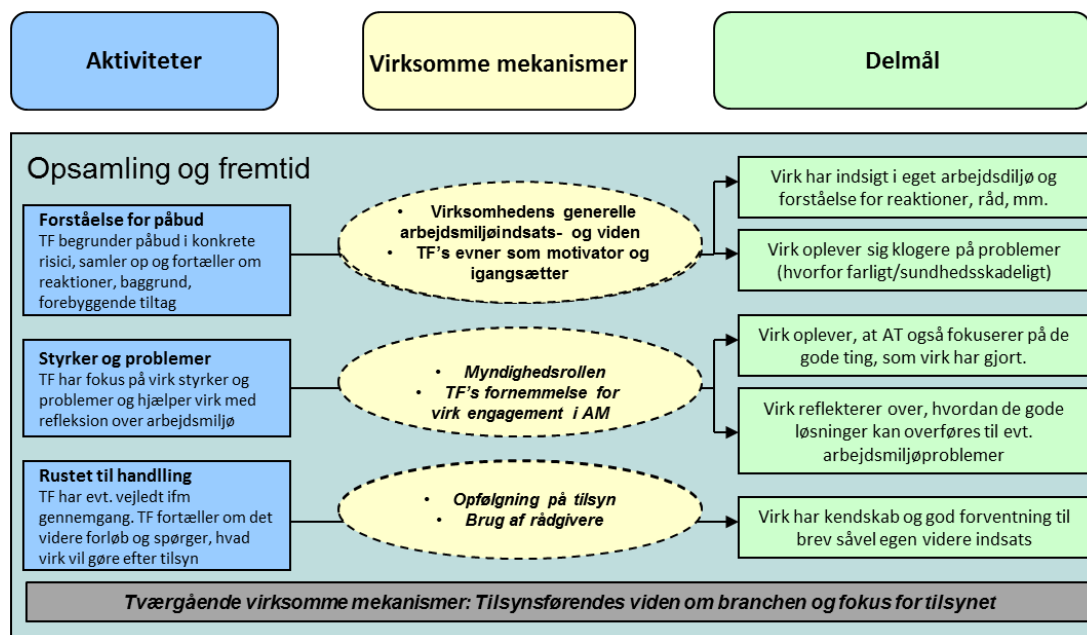 Aktiviteter
Virksomme mekanismer
Delmål
Opsamling og fremtid
Forståelse for påbud
TF begrunder påbud i konkrete
risici, samler op og fortæller om
reaktioner, baggrund,
forebyggende tiltag
• Virksomhedens generelle
arbejdsmiljøindsats- og viden
• TF's evner som motivator og
igangsætter
Virk har indsigt i eget arbejdsdiljø og
forståelse for reaktioner, råd, mm.
Virk oplever sig klogere på problemer
(hvorfor farligt/sundhedsskadeligt)
Styrker og problemer
TF har fokus på virk styrker og
problemer og hjælper virk med
refleksion over arbejdsmiljø
• Myndighedsrollen
• TF's fornemmelse for
virk engagement i AM
Virk oplever, at AT også fokuserer på de
gode ting, som virk har gjort.
Virk reflekterer over, hvordan de gode
løsninger kan overføres til evt.
arbejdsmiljøproblemer
Rustet til handlling
TF har evt. vejledt ifm
gennemgang. TF fortæller om det
videre forløb og spørger, hvad
virk vil gøre efter tilsyn
• Opfølgning på tilsyn
• Brug af rådgivere
Virk har kendskab og god forventning til
brev såvel egen videre indsats
Tværgående virksomme mekanismer: Tilsynsførendes viden om branchen og fokus for tilsynet